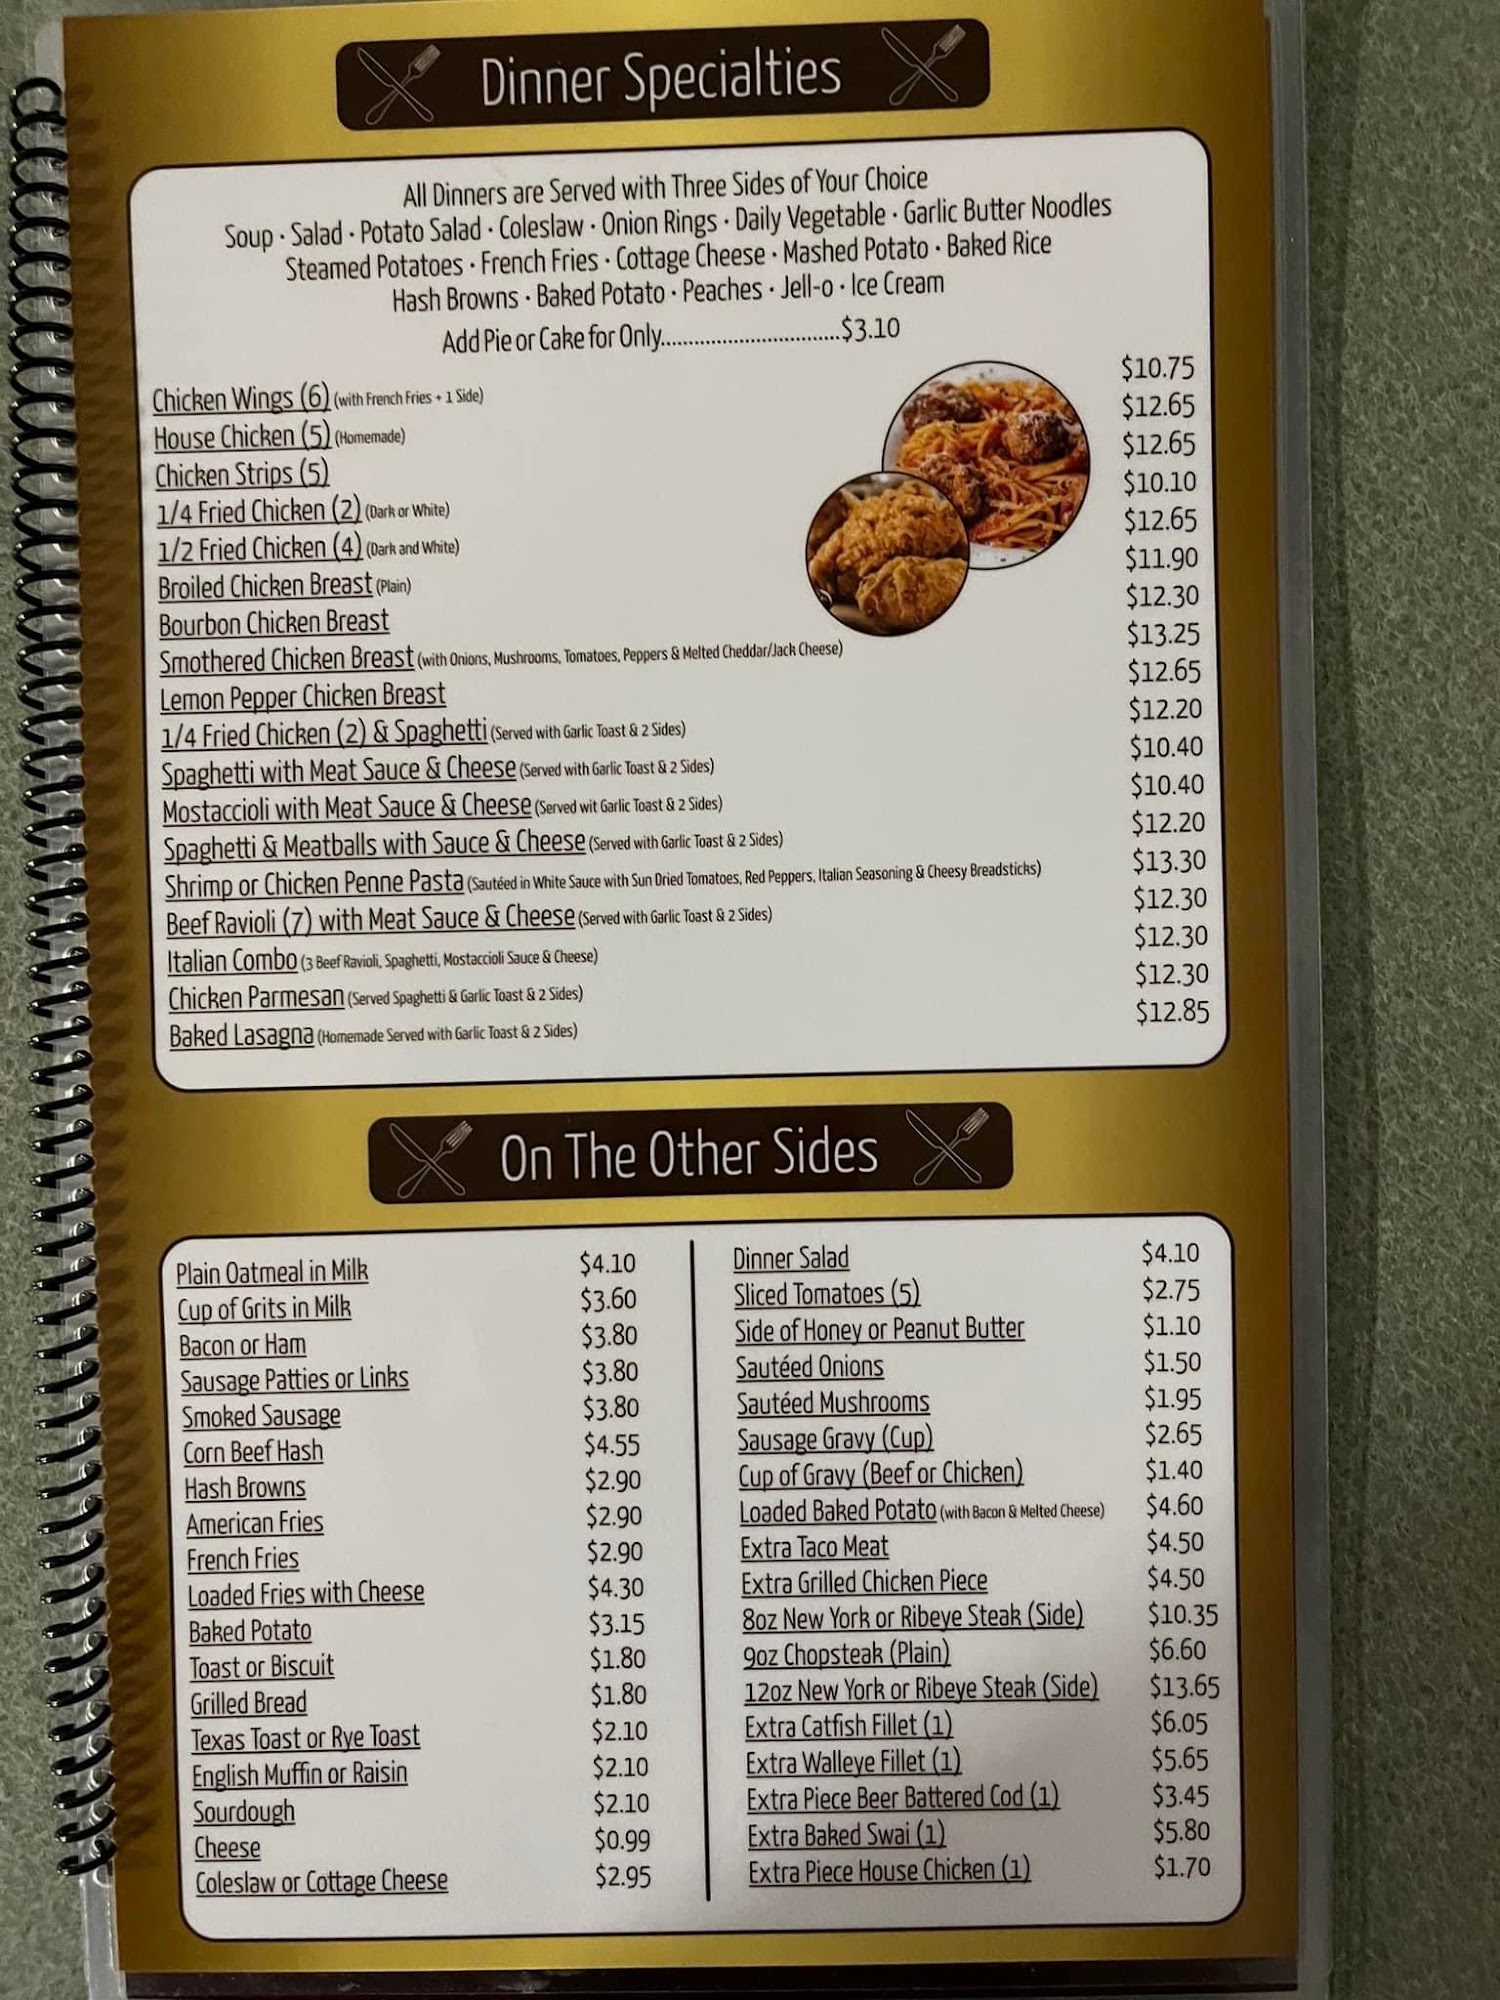 Dinner Specialties
All Dinners are Served with Three Sides of Your Choice
Soup · Salad · Potato Salad · Coleslaw · Onion Rings · Daily Vegetable · Garlic Butter Noodles
Steamed Potatoes · French Fries · Cottage Cheese · Mashed Potato · Baked Rice
Hash Browns · Baked Potato · Peaches · Jell-o · Ice Cream
Add Pie or Cake for Only.................................$3.10
Chicken Wings (6) (with French Fries + 1 Side) $10.75
House Chicken (5) (Homemade) $12.65
Chicken Strips (5) $12.65
1/4 Fried Chicken (2) (Dark or White) $10.10
1/2 Fried Chicken (4) (Dark and White) $12.65
Broiled Chicken Breast (Plain) $11.90
Bourbon Chicken Breast $12.30
Smothered Chicken Breast (with Onions, Mushrooms, Tomatoes, Peppers & Melted Cheddar/Jack Cheese) $13.25
Lemon Pepper Chicken Breast $12.65
1/4 Fried Chicken (2) & Spaghetti (Served with Garlic Toast & 2 Sides) $12.20
Spaghetti with Meat Sauce & Cheese (Served with Garlic Toast & 2 Sides) $10.40
Mostaccioli with Meat Sauce & Cheese (Served wit Garlic Toast & 2 Sides) $10.40
Spaghetti & Meatballs with Sauce & Cheese (Served with Garlic Toast & 2 Sides) $12.20
Shrimp or Chicken Penne Pasta (Sautéed in White Sauce with Sun Dried Tomatoes, Red Peppers, Italian Seasoning & Cheesy Breadsticks) $13.30
Beef Ravioli (7) with Meat Sauce & Cheese (Served with Garlic Toast & 2 Sides) $12.30
Italian Combo (3 Beef Ravioli, Spaghetti, Mostaccioli Sauce & Cheese) $12.30
Chicken Parmesan (Served Spaghetti & Garlic Toast & 2 Sides) $12.30
Baked Lasagna (Homemade Served with Garlic Toast & 2 Sides) $12.85
On The Other Sides
Plain Oatmeal in Milk $4.10
Cup of Grits in Milk $3.60
Bacon or Ham $3.80
Sausage Patties or Links $3.80
Smoked Sausage $3.80
Corn Beef Hash $4.55
Hash Browns $2.90
American Fries $2.90
French Fries $2.90
Loaded Fries with Cheese $4.30
Baked Potato $3.15
Toast or Biscuit $1.80
Grilled Bread $1.80
Texas Toast or Rye Toast $2.10
English Muffin or Raisin $2.10
Sourdough $2.10
Cheese $0.99
Coleslaw or Cottage Cheese $2.95
Dinner Salad $4.10
Sliced Tomatoes (5) $2.75
Side of Honey or Peanut Butter $1.10
Sautéed Onions $1.50
Sautéed Mushrooms $1.95
Sausage Gravy (Cup) $2.65
Cup of Gravy (Beef or Chicken) $1.40
Loaded Baked Potato (with Bacon & Melted Cheese) $4.60
Extra Taco Meat $4.50
Extra Grilled Chicken Piece $4.50
8oz New York or Ribeye Steak (Side) $10.35
9oz Chopsteak (Plain) $6.60
12oz New York or Ribeye Steak (Side) $13.65
Extra Catfish Fillet (1) $6.05
Extra Walleye Fillet (1) $5.65
Extra Piece Beer Battered Cod (1) $3.45
Extra Baked Swai (1) $5.80
Extra Piece House Chicken (1) $1.70